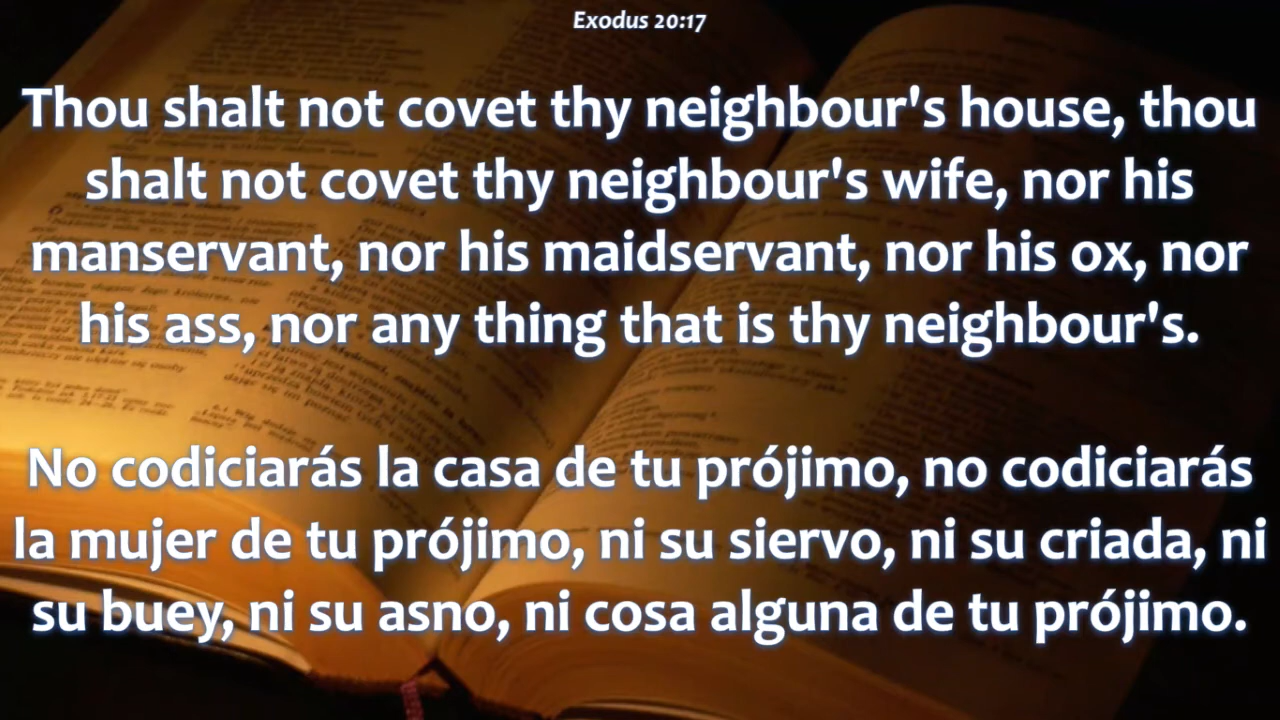 Exodus 20:17
Thou shalt not covet thy neighbour's house, thou
shalt not covet thy neighbour's wife, nor his
manservant, nor his maidservant, nor his ox, nor
his ass, nor any thing that is thy neighbour's.
No codiciarás la casa de tu prójimo, no codiciarás
la mujer de tu prójimo, ni su siervo, ni su criada, ni
su buey, ni su asno, ni cosa alguna de tu prójimo.